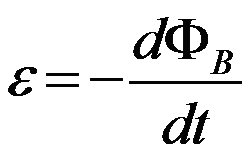 ε = − dΦ_B / dt